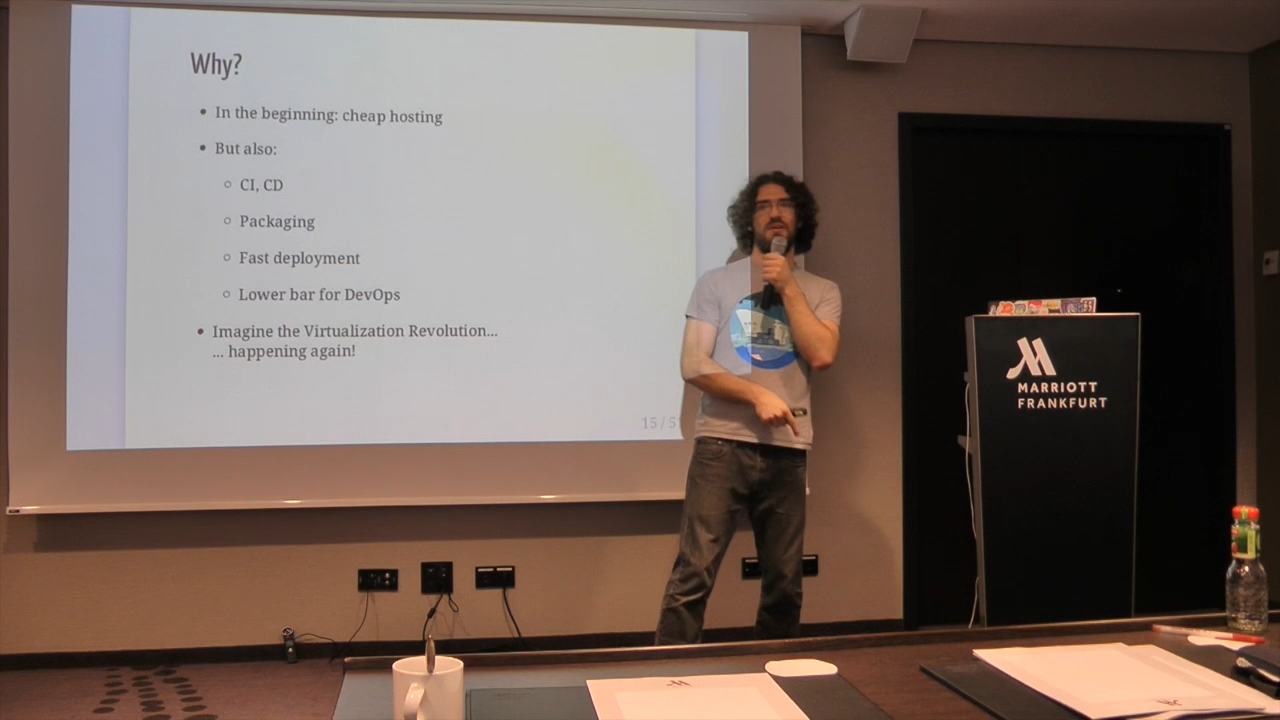 Why?
• In the beginning: cheap hosting
• But also:
○ CI, CD
○ Packaging
○ Fast deployment
○ Lower bar for DevOps
• Imagine the Virtualization Revolution...
... happening again!
15 / 5
MARRIOTT
FRANKFURT